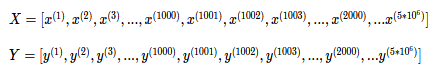 X = [x^{(1)}, x^{(2)}, x^{(3)}, ..., x^{(1000)}, x^{(1001)}, x^{(1002)}, x^{(1003)}, ..., x^{(2000)}, ...x^{(5*10^6)}]
Y = [y^{(1)}, y^{(2)}, y^{(3)}, ..., y^{(1000)}, y^{(1001)}, y^{(1002)}, y^{(1003)}, ..., y^{(2000)}, ...y^{(5*10^6)}]